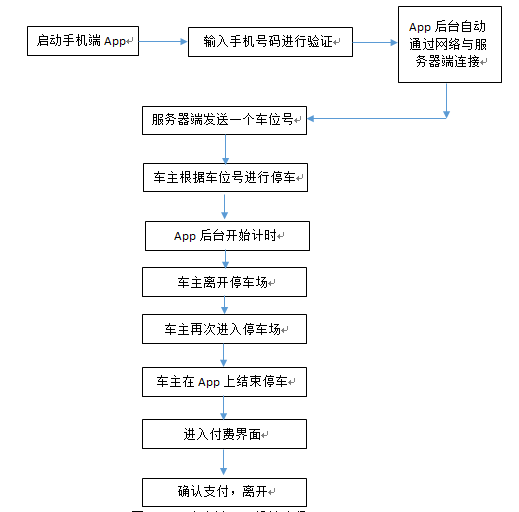 启动手机端 App
输入手机号码进行验证
App 后台自动
通过网络与服
务器端连接
服务器端发送一个车位号
车主根据车位号进行停车
App 后台开始计时
车主离开停车场
车主再次进入停车场
车主在 App 上结束停车
进入付费界面
确认支付，离开